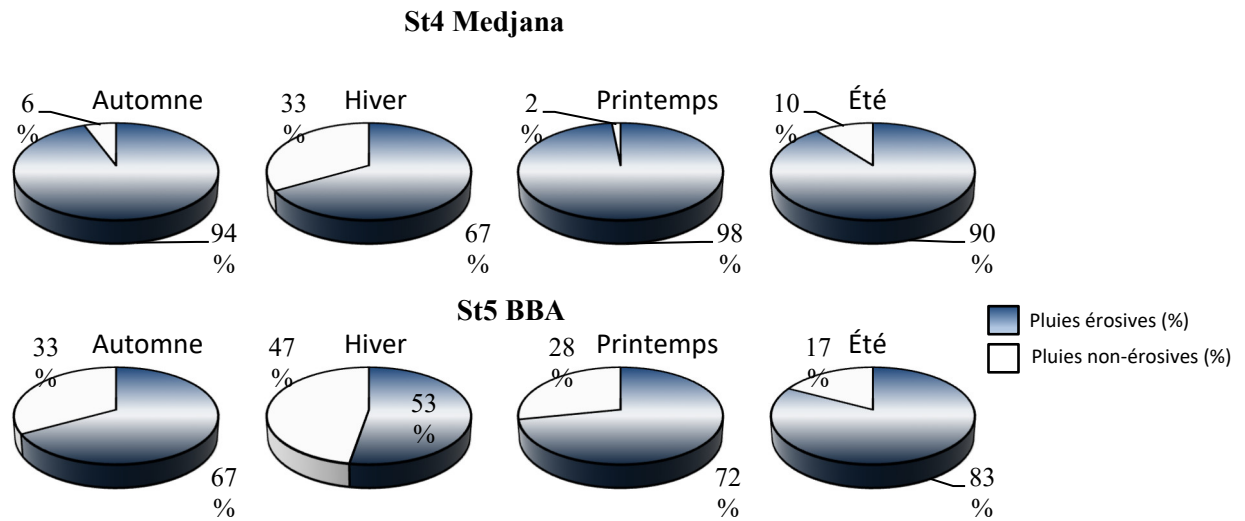 St4 Medjana
Automne
Hiver
Printemps
Été
6
%
33
%
2
%
10
%
94
%
67
%
98
%
90
%
St5 BBA
Automne
Hiver
Printemps
Été
33
%
47
%
28
%
17
%
53
%
67
%
72
%
83
%
Pluies érosives (%)
Pluies non-érosives (%)